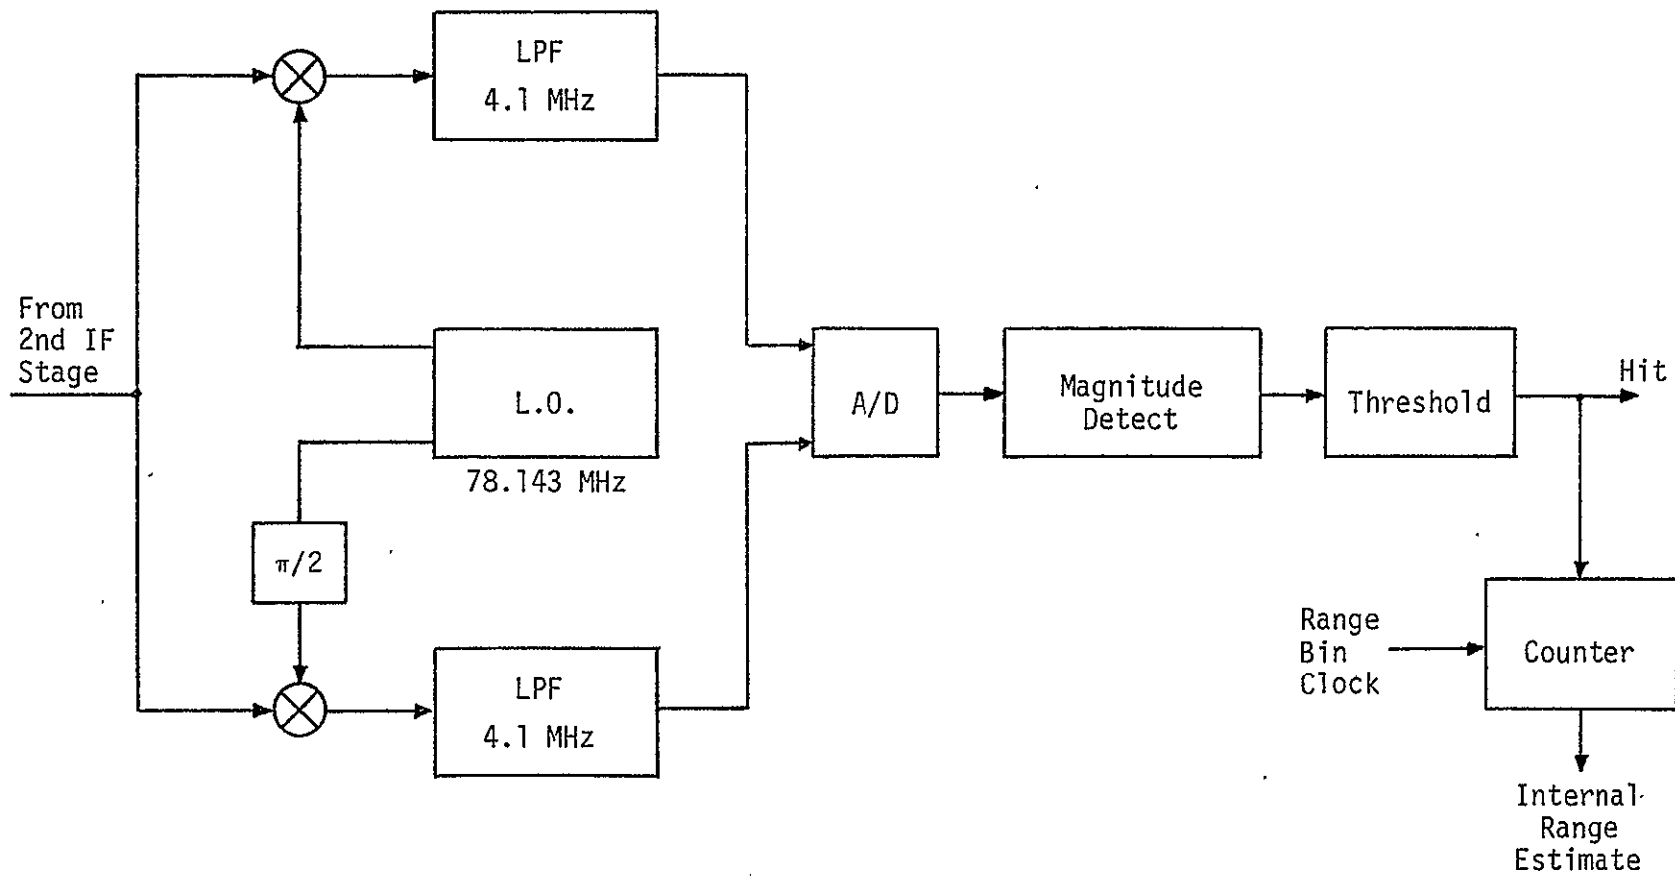 LPF
4.1 MHz
From
2nd IF
Stage
L.O.
78.143 MHz
π/2
A/D
Magnitude
Detect
Threshold
Hit
LPF
4.1 MHz
Range
Bin
Clock
Counter
Internal
Range
Estimate